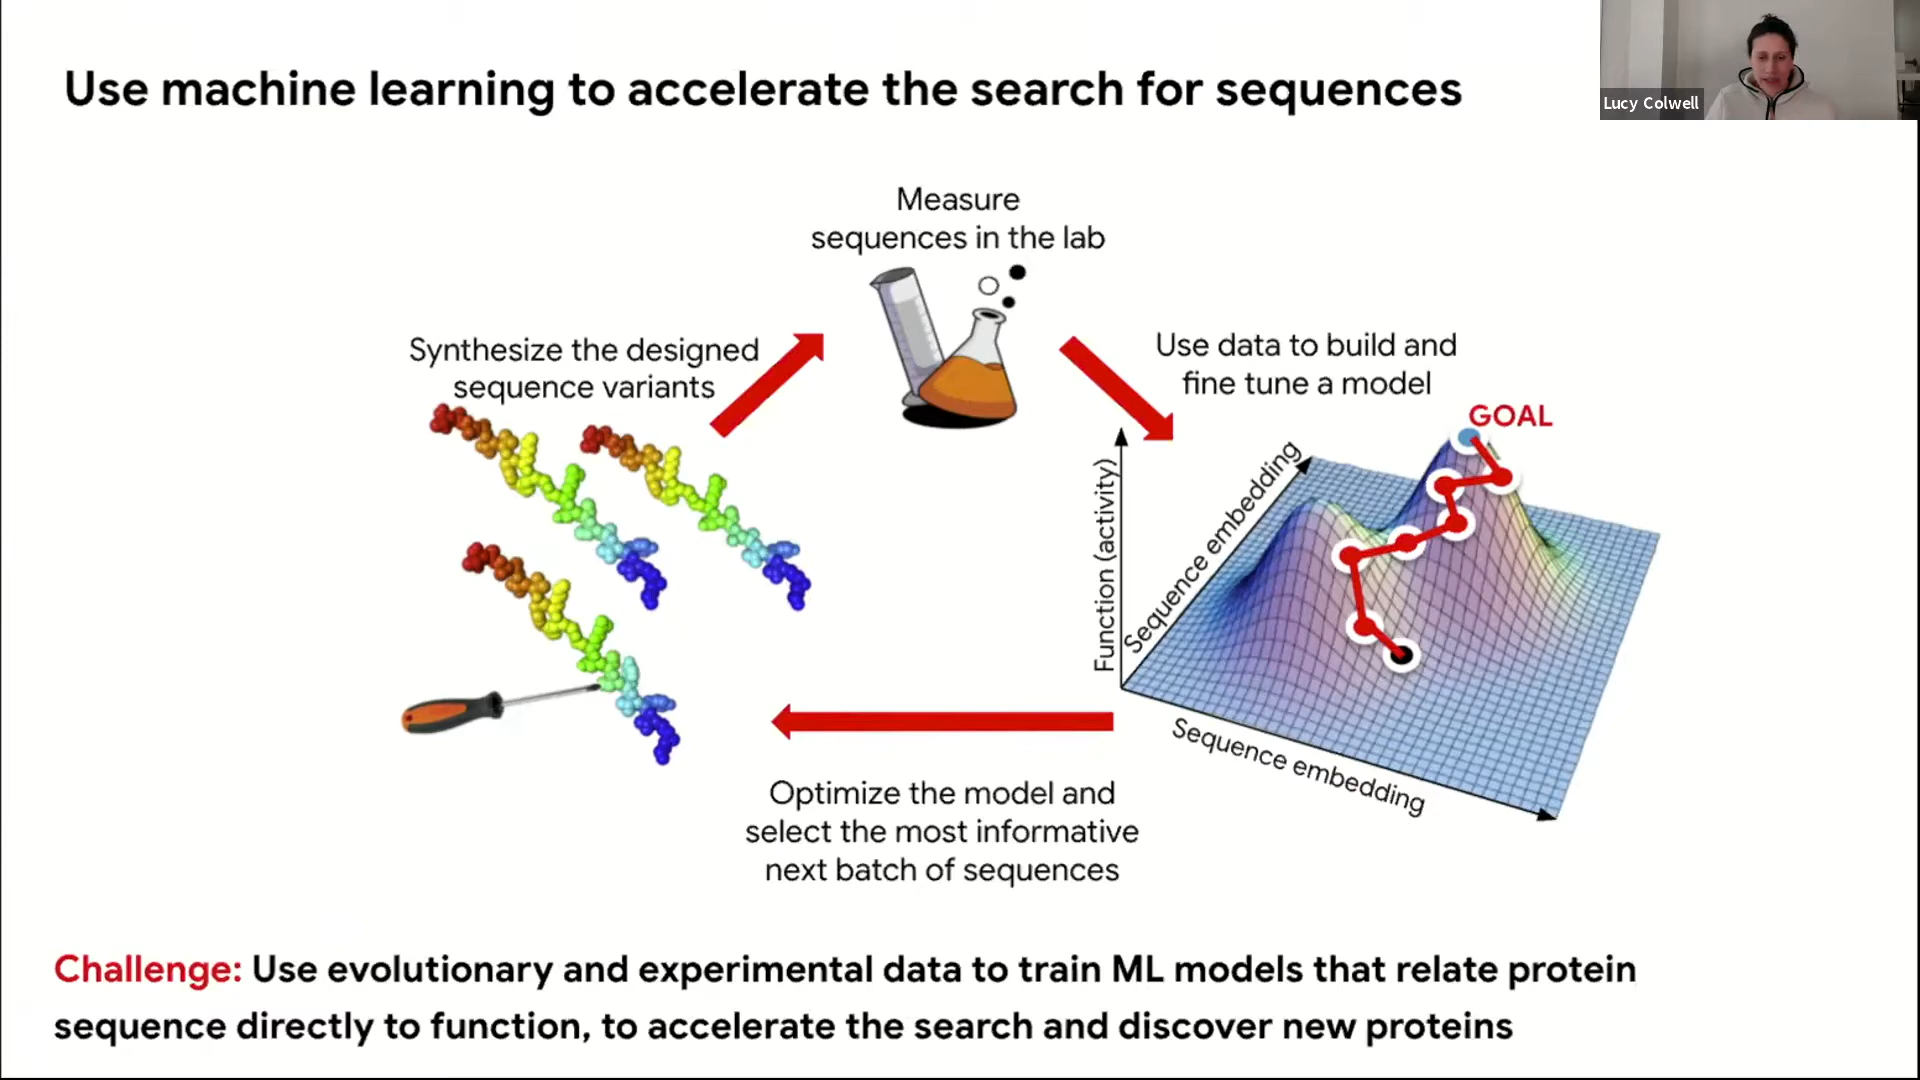 Use machine learning to accelerate the search for sequences
Lucy Colwell
Measure
sequences in the lab
Synthesize the designed
sequence variants
Use data to build and
fine tune a model
GOAL
Function (activity)
Sequence embedding
Sequence embedding
Optimize the model and
select the most informative
next batch of sequences
Challenge: Use evolutionary and experimental data to train ML models that relate protein
sequence directly to function, to accelerate the search and discover new proteins